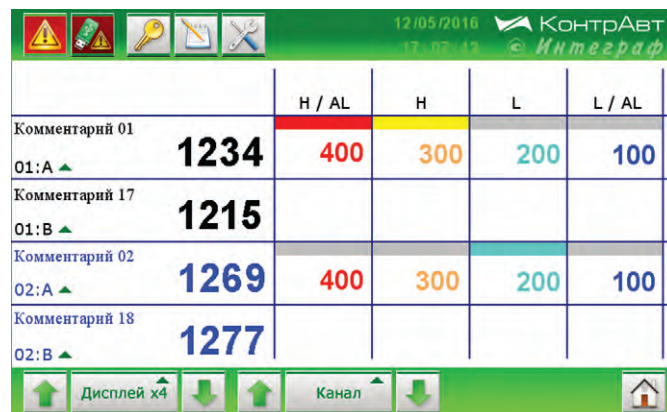 12/05/2016 КонтрАвт
17:07:43 © Интеграф
H / AL H L L / AL
Комментарий 01
01:A 1234 400 300 200 100
Комментарий 17
01:B 1215
Комментарий 02
02:A 1269 400 300 200 100
Комментарий 18
02:B 1277
Дисплей x4 Канал